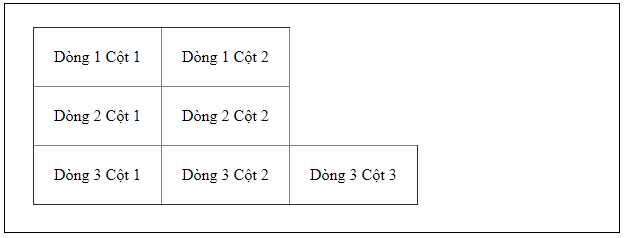 Dòng 1 Cột 1 Dòng 1 Cột 2
Dòng 2 Cột 1 Dòng 2 Cột 2
Dòng 3 Cột 1 Dòng 3 Cột 2 Dòng 3 Cột 3